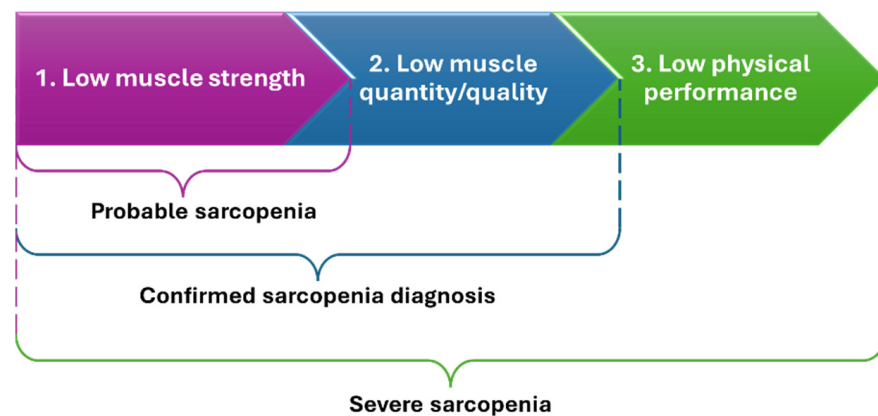 1. Low muscle strength
2. Low muscle
quantity/quality
3. Low physical
performance
Probable sarcopenia
Confirmed sarcopenia diagnosis
Severe sarcopenia